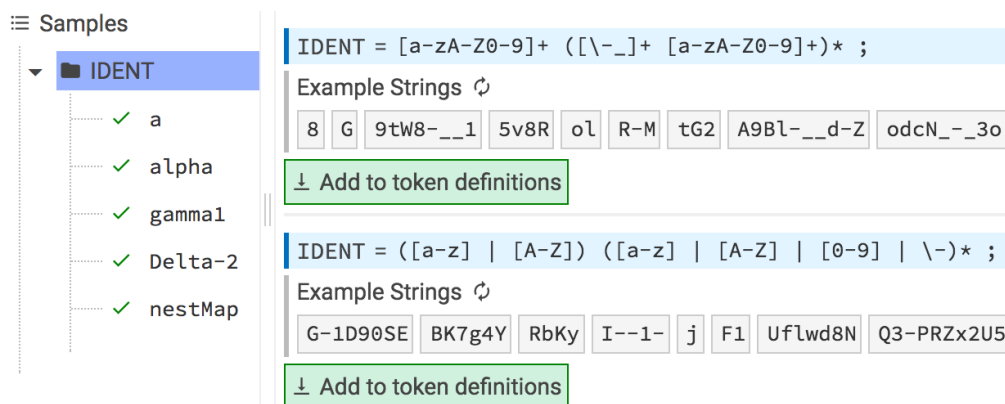 Samples
IDENT
a
alpha
gamma1
Delta-2
nestMap
IDENT = [a-zA-Z0-9]+ ([\-_]+ [a-zA-Z0-9]+)* ;
Example Strings
8 G 9tW8-__1 5v8R ol R-M tG2 A9Bl-__d-Z odcN_-_3o
Add to token definitions
IDENT = ([a-z] | [A-Z]) ([a-z] | [A-Z] | [0-9] | \-)* ;
Example Strings
G-1D90SE BK7g4Y RbKy I--1- j F1 Uflwd8N Q3-PRZx2U5
Add to token definitions